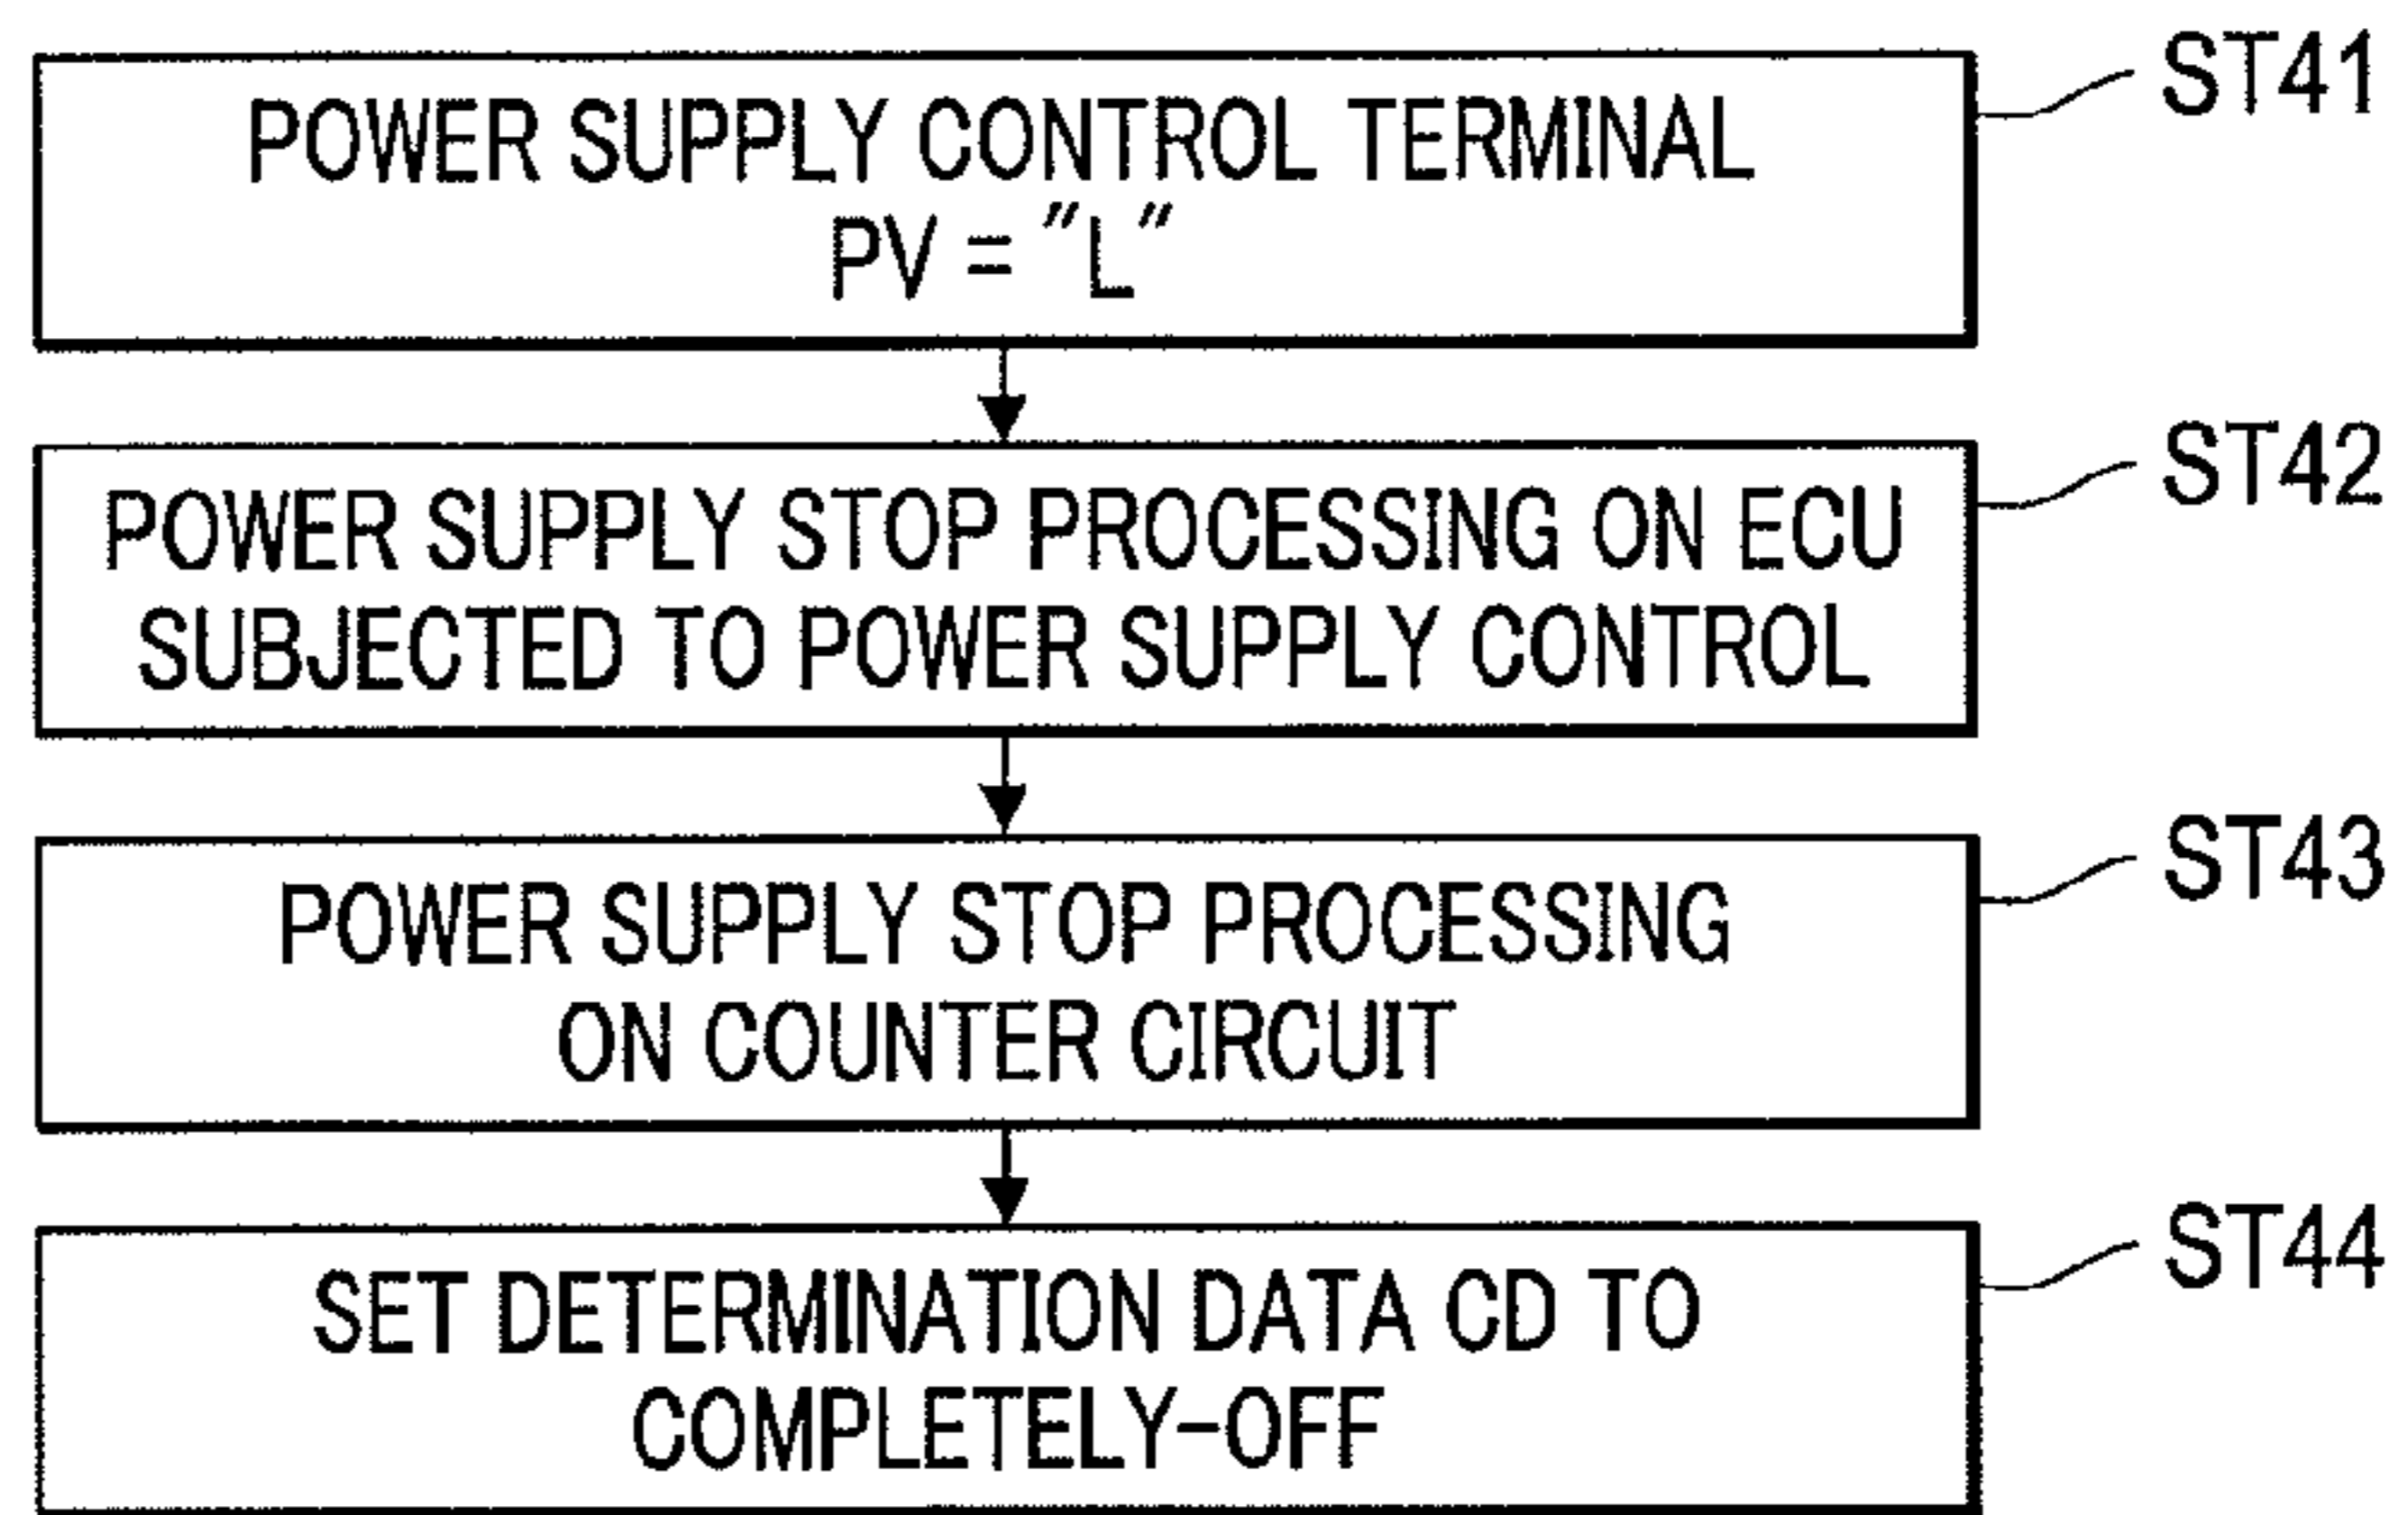 POWER SUPPLY CONTROL TERMINAL
PV = "L"
ST41
POWER SUPPLY STOP PROCESSING ON ECU
SUBJECTED TO POWER SUPPLY CONTROL
ST42
POWER SUPPLY STOP PROCESSING
ON COUNTER CIRCUIT
ST43
SET DETERMINATION DATA CD TO
COMPLETELY-OFF
ST44